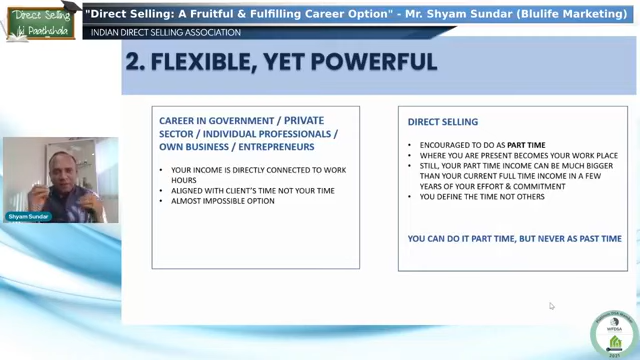 Direct Selling
Ki Paathshala
"Direct Selling: A Fruitful & Fulfilling Career Option" - Mr. Shyam Sundar (Blulife Marketing)
INDIAN DIRECT SELLING ASSOCIATION
2. FLEXIBLE, YET POWERFUL
CAREER IN GOVERNMENT / PRIVATE
SECTOR / INDIVIDUAL PROFESSIONALS /
OWN BUSINESS / ENTREPRENEURS
• YOUR INCOME IS DIRECTLY CONNECTED TO WORK
HOURS
• ALIGNED WITH CLIENT'S TIME NOT YOUR TIME
• ALMOST IMPOSSIBLE OPTION
DIRECT SELLING
• ENCOURAGED TO DO AS PART TIME
• WHERE YOU ARE PRESENT BECOMES YOUR WORK PLACE
• STILL, YOUR PART TIME INCOME CAN BE MUCH BIGGER
THAN YOUR CURRENT FULL TIME INCOME IN A FEW
YEARS OF YOUR EFFORT & COMMITMENT
• YOU DEFINE THE TIME NOT OTHERS
YOU CAN DO IT PART TIME, BUT NEVER AS PAST TIME
Shyam Sundar
WFDSA